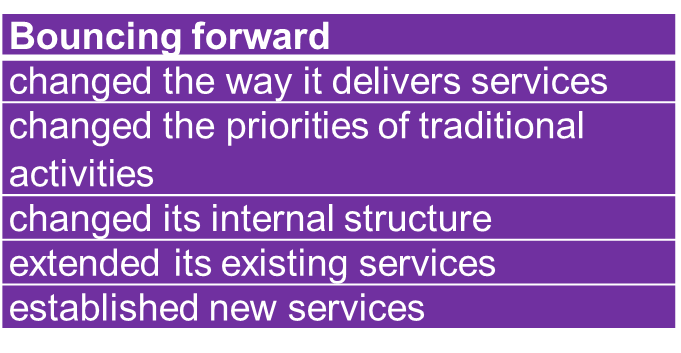 Bouncing forward
changed the way it delivers services
changed the priorities of traditional
activities
changed its internal structure
extended its existing services
established new services